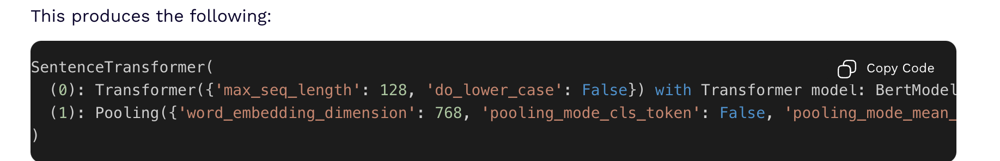 This produces the following:
SentenceTransformer(
Copy Code
(0): Transformer({'max_seq_length': 128, 'do_lower_case': False}) with Transformer model: BertModel
(1): Pooling({'word_embedding_dimension': 768, 'pooling_mode_cls_token': False, 'pooling_mode_mean_
)